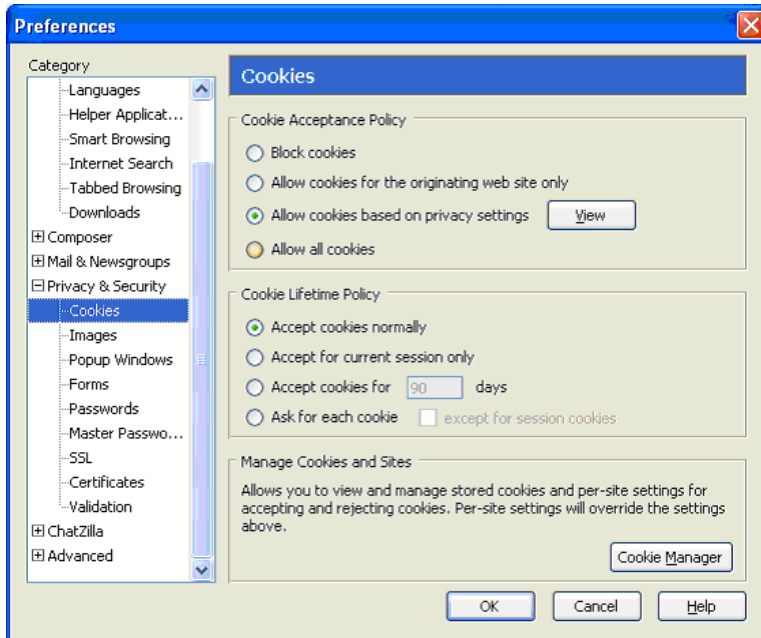 Preferences
Category
Languages
Helper Applicat...
Smart Browsing
Internet Search
Tabbed Browsing
Downloads
Composer
Mail & Newsgroups
Privacy & Security
Cookies
Images
Popup Windows
Forms
Passwords
Master Passwo...
SSL
Certificates
Validation
ChatZilla
Advanced
Cookies
Cookie Acceptance Policy
Block cookies
Allow cookies for the originating web site only
Allow cookies based on privacy settings View
Allow all cookies
Cookie Lifetime Policy
Accept cookies normally
Accept for current session only
Accept cookies for 90 days
Ask for each cookie except for session cookies
Manage Cookies and Sites
Allows you to view and manage stored cookies and per-site settings for
accepting and rejecting cookies. Per-site settings will override the settings
above.
Cookie Manager
OK Cancel Help